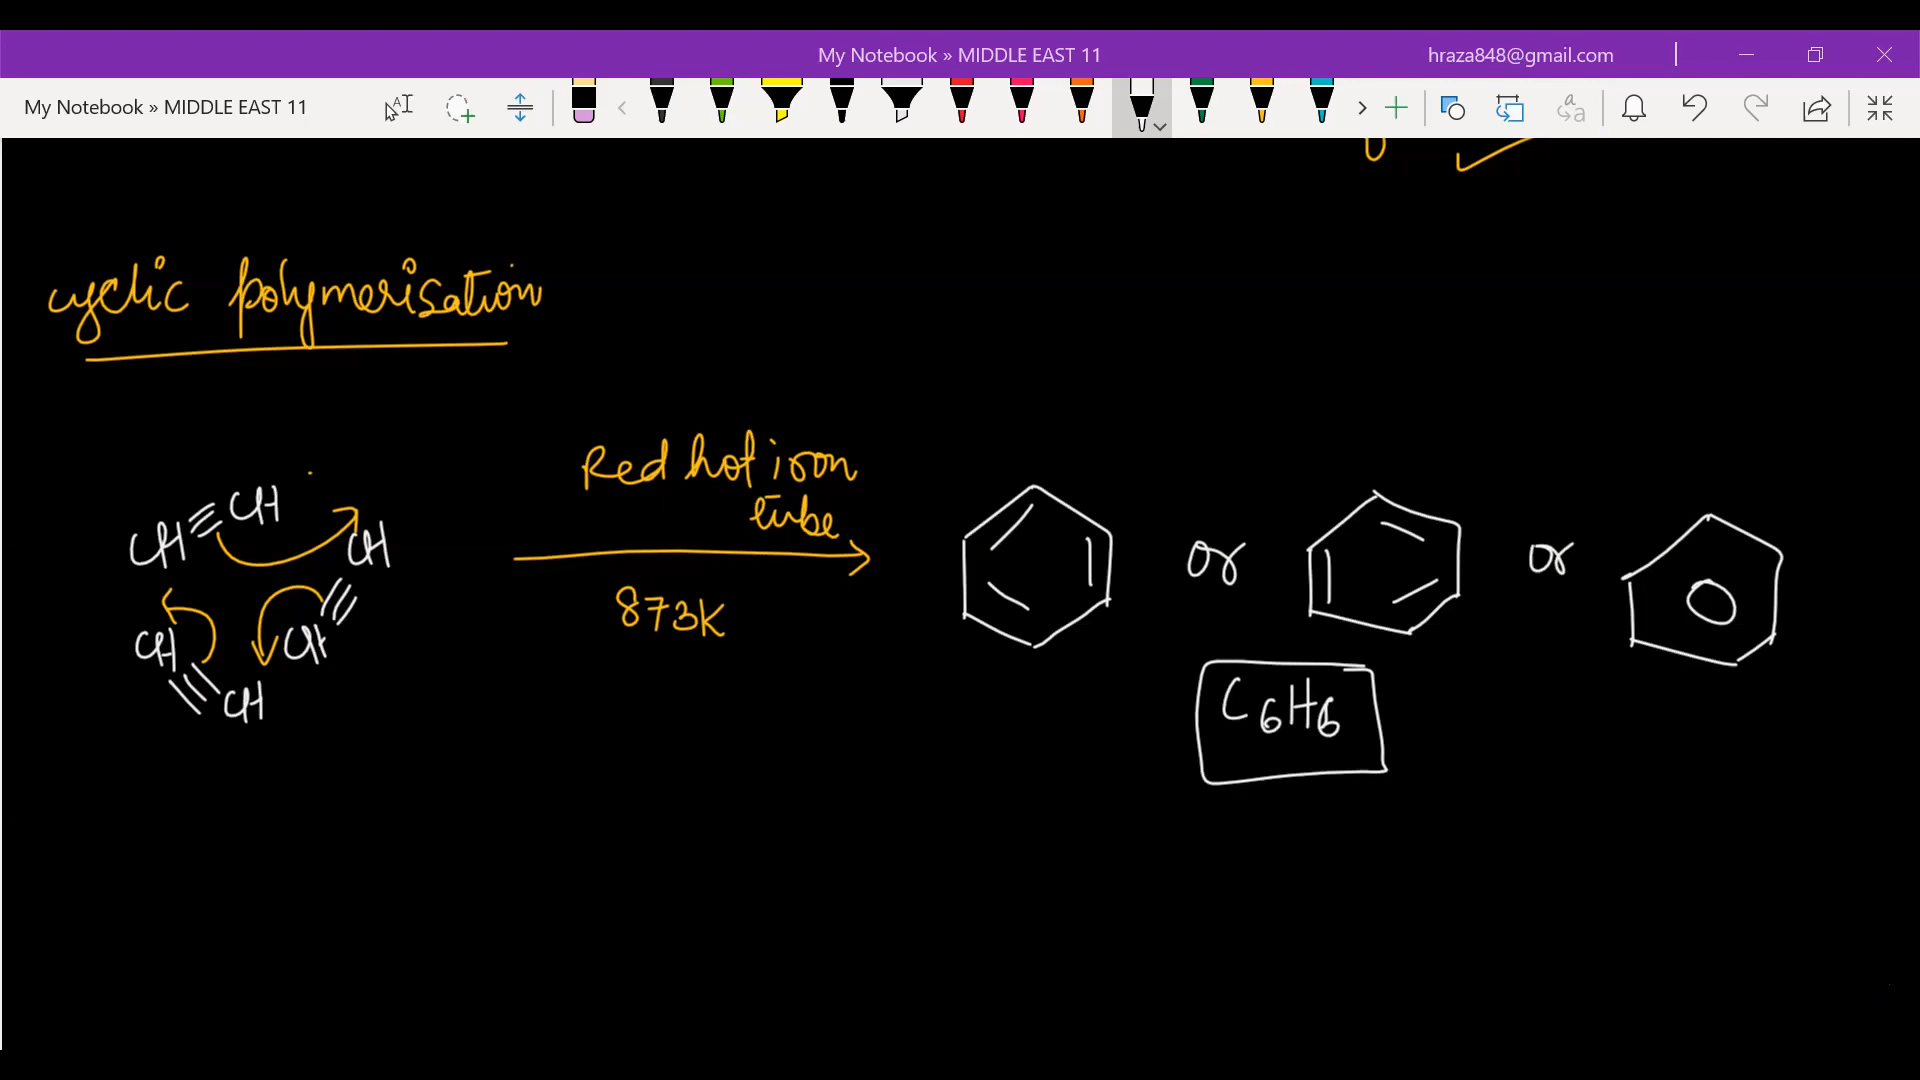 My Notebook » MIDDLE EAST 11
hraza848@gmail.com
My Notebook » MIDDLE EAST 11
cyclic polymerisation
Red hot iron
tube
CH≡CH
CH
873K
or
or
CH
CH
≡CH
C6H6